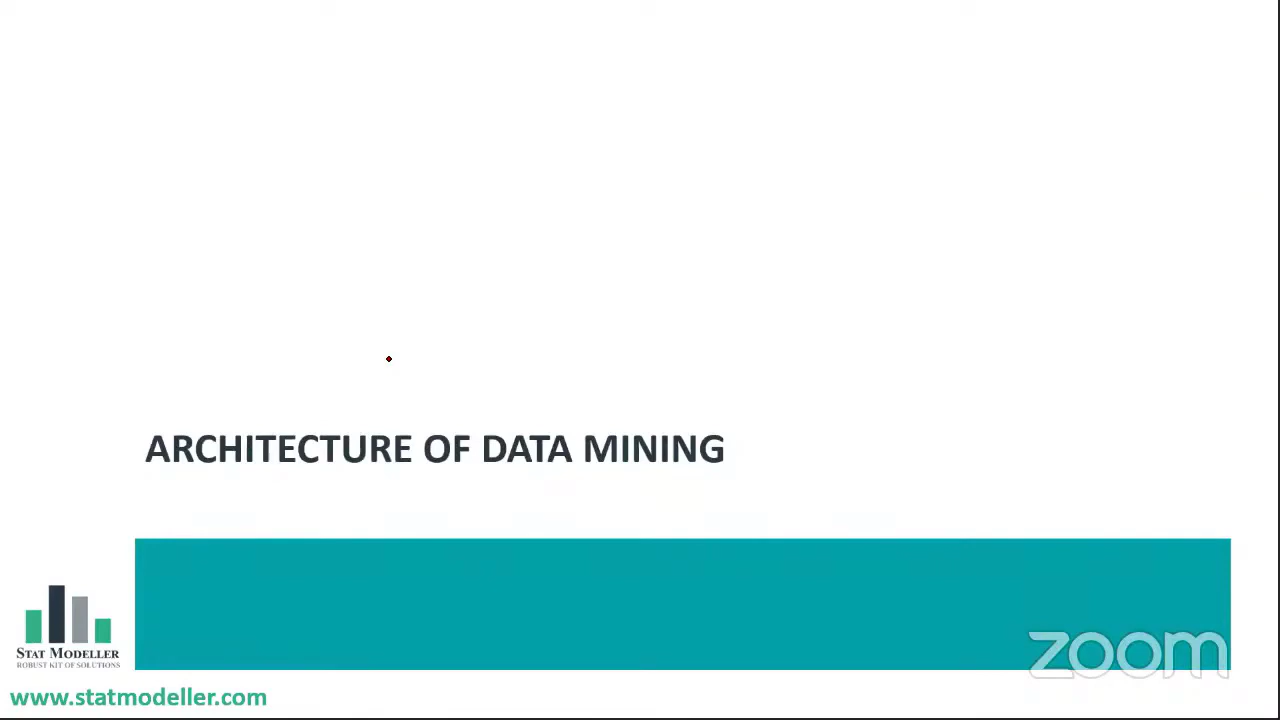 ARCHITECTURE OF DATA MINING
STAT MODELLER
ROBUST KIT OF SOLUTIONS
zoom
www.statmodeller.com